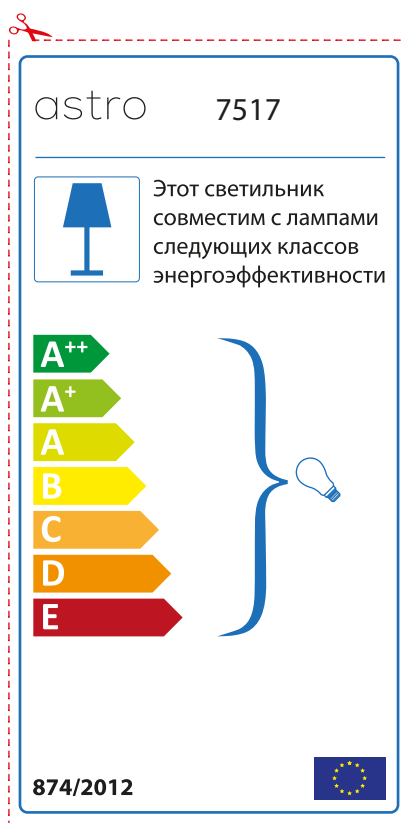 astro 7517
Этот светильник
совместим с лампами
следующих классов
энергоэффективности
A++
A+
A
B
C
D
E
874/2012